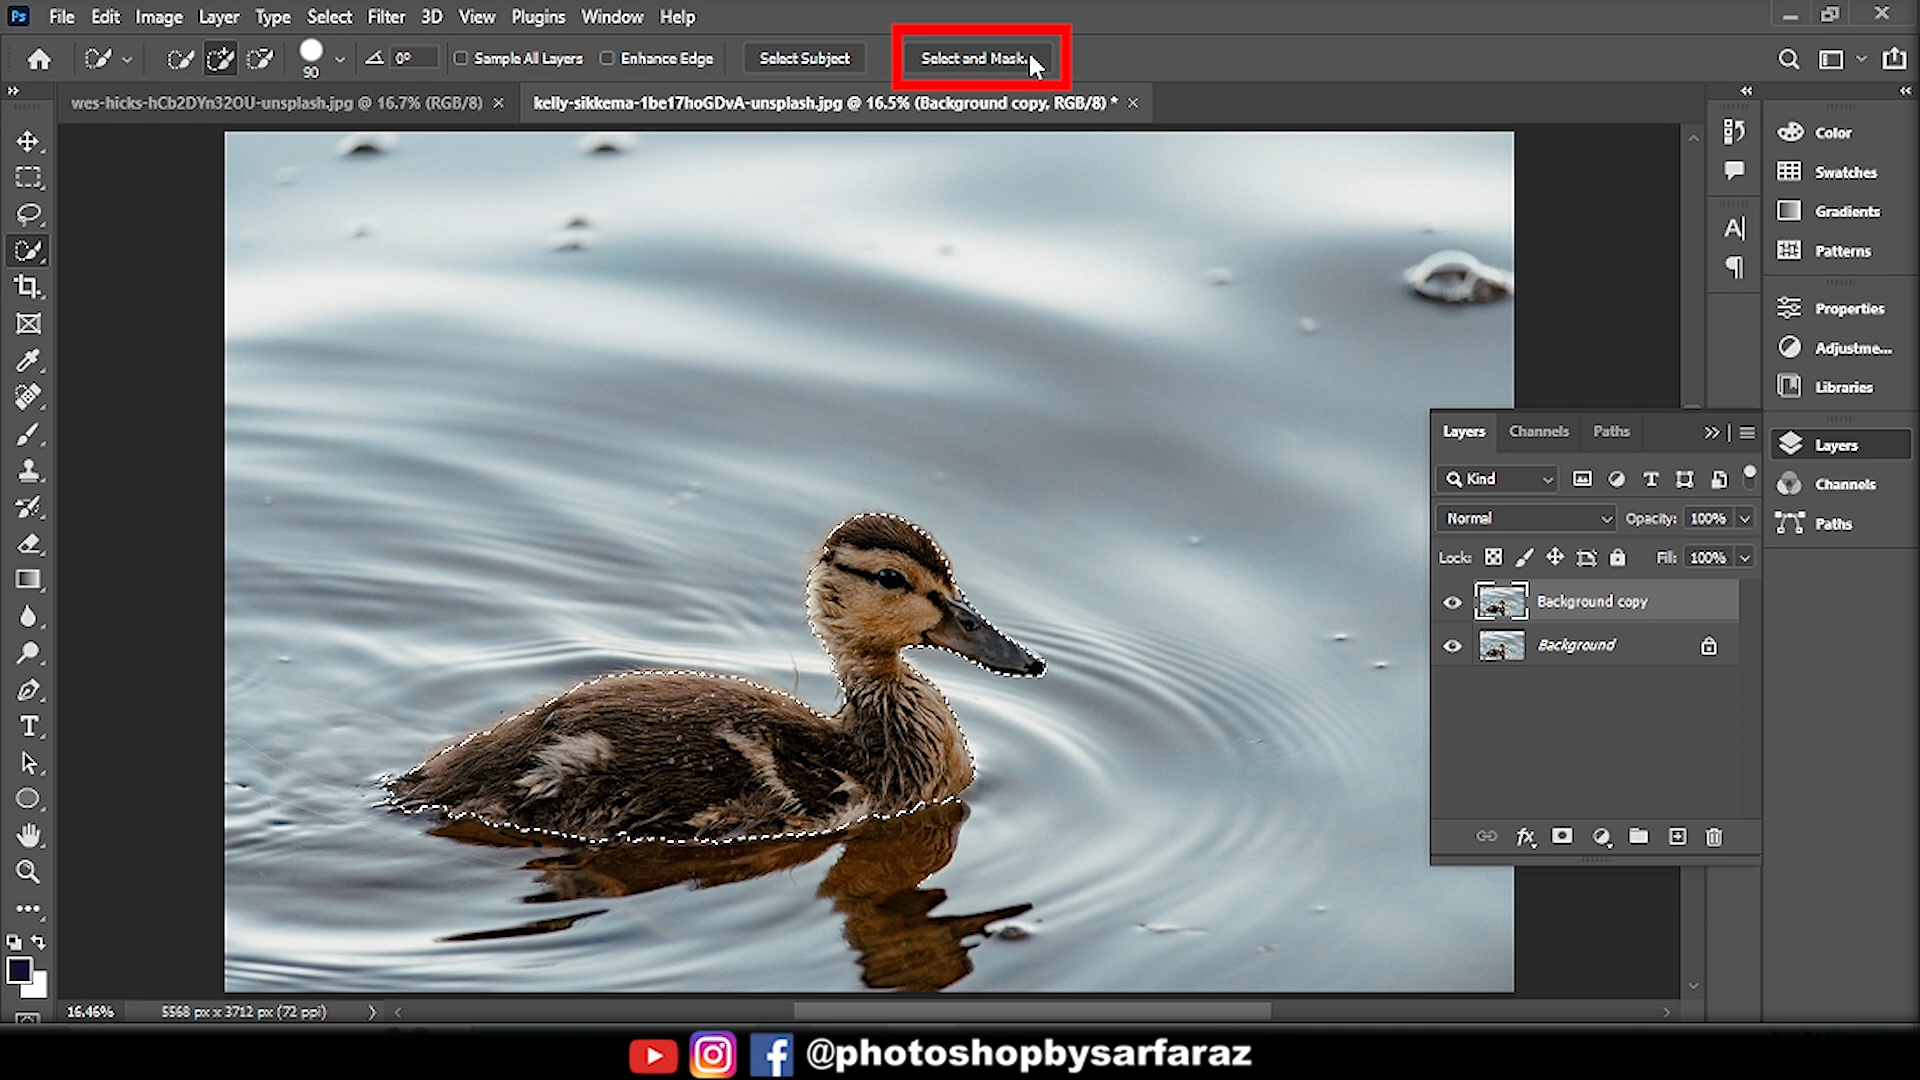 Ps File Edit Image Layer Type Select Filter 3D View Plugins Window Help
90 0° Sample All Layers Enhance Edge Select Subject Select and Mask...
wes-hicks-hCb2DYn32OU-unsplash.jpg @ 16.7% (RGB/8) × kelly-sikkema-1be17hoGDvA-unsplash.jpg @ 16.5% (Background copy, RGB/8) * ×
Color
Swatches
Gradients
Patterns
Properties
Adjustme...
Libraries
Layers
Channels
Paths
Layers Channels Paths
Kind
Normal Opacity: 100%
Lock: Fill: 100%
Background copy
Background
16.46% 5568 px x 3712 px (72 ppi)
@photoshopbysarfaraz